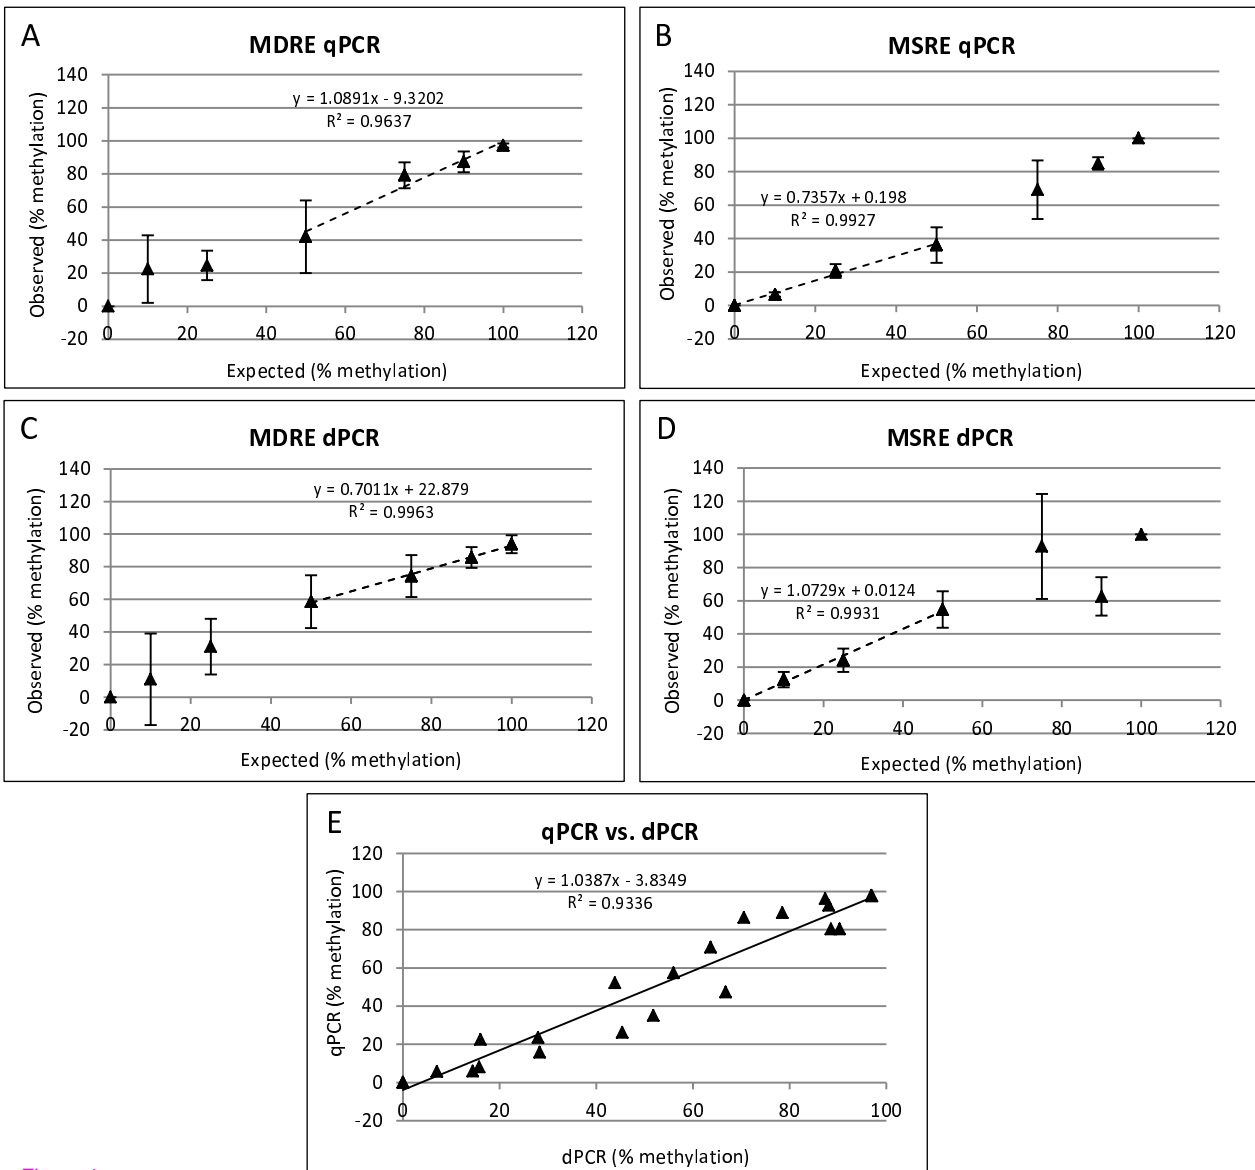 A
MDRE qPCR
Observed (% methylation)
140
120
100
80
60
40
20
0
-20
y = 1.0891x - 9.3202
R² = 0.9637
0 20 40 60 80 100 120
Expected (% methylation)
B
MSRE qPCR
Observed (% metylation)
140
120
100
80
60
40
20
0
-20
y = 0.7357x + 0.198
R² = 0.9927
0 20 40 60 80 100 120
Expected (% methylation)
C
MDRE dPCR
Observed (% methylation)
140
120
100
80
60
40
20
0
-20
y = 0.7011x + 22.879
R² = 0.9963
0 20 40 60 80 100 120
Expected (% methylation)
D
MSRE dPCR
Observed (% methylation)
140
120
100
80
60
40
20
0
-20
y = 1.0729x + 0.0124
R² = 0.9931
0 20 40 60 80 100 120
Expected (% methylation)
E
qPCR vs. dPCR
qPCR (% methylation)
120
100
80
60
40
20
0
-20
y = 1.0387x - 3.8349
R² = 0.9336
0 20 40 60 80 100
dPCR (% methylation)